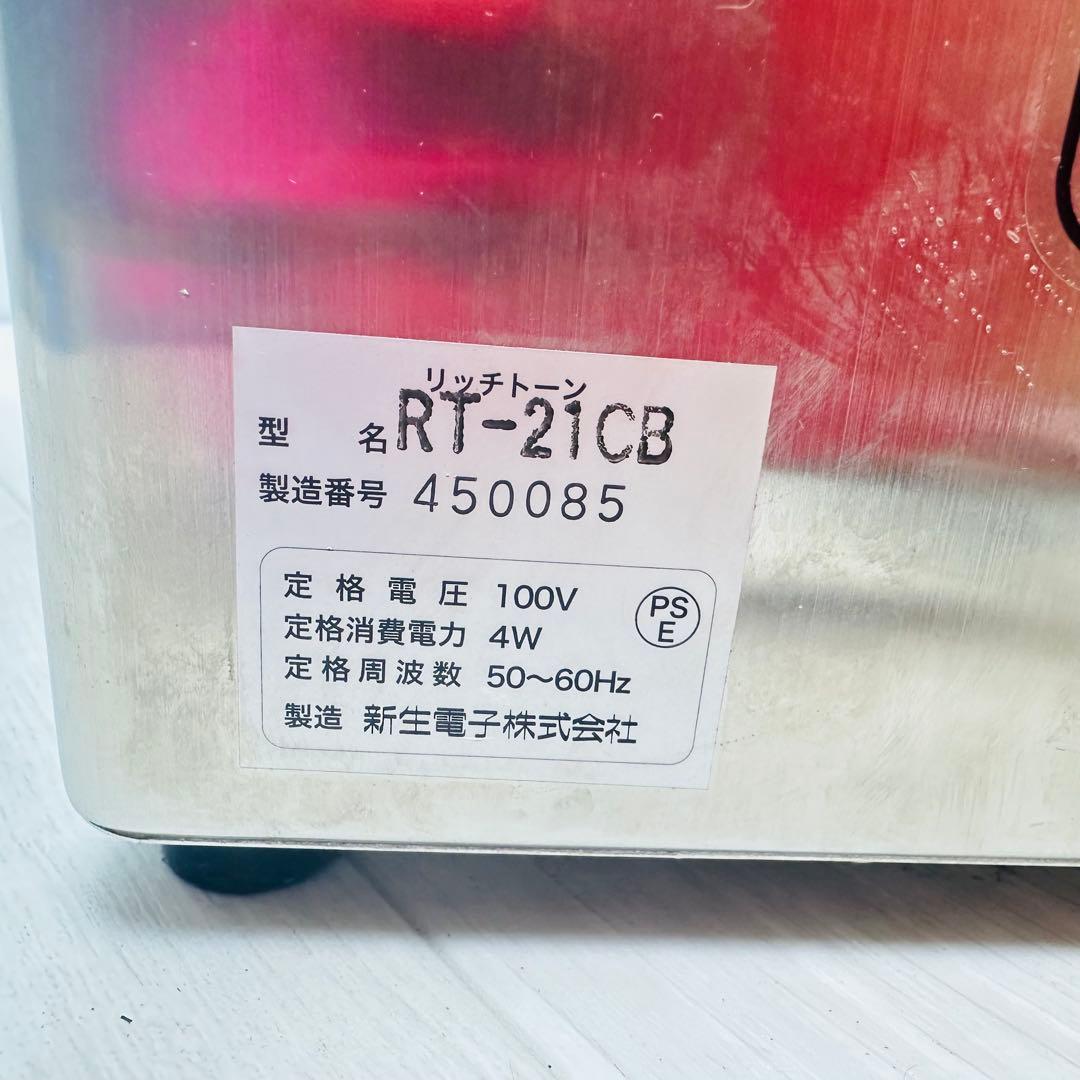 リッチトーン
型 名 RT-21CB
製造番号 450085
定格電圧 100V
定格消費電力 4W
定格周波数 50～60Hz
製造 新生電子株式会社
PS
E